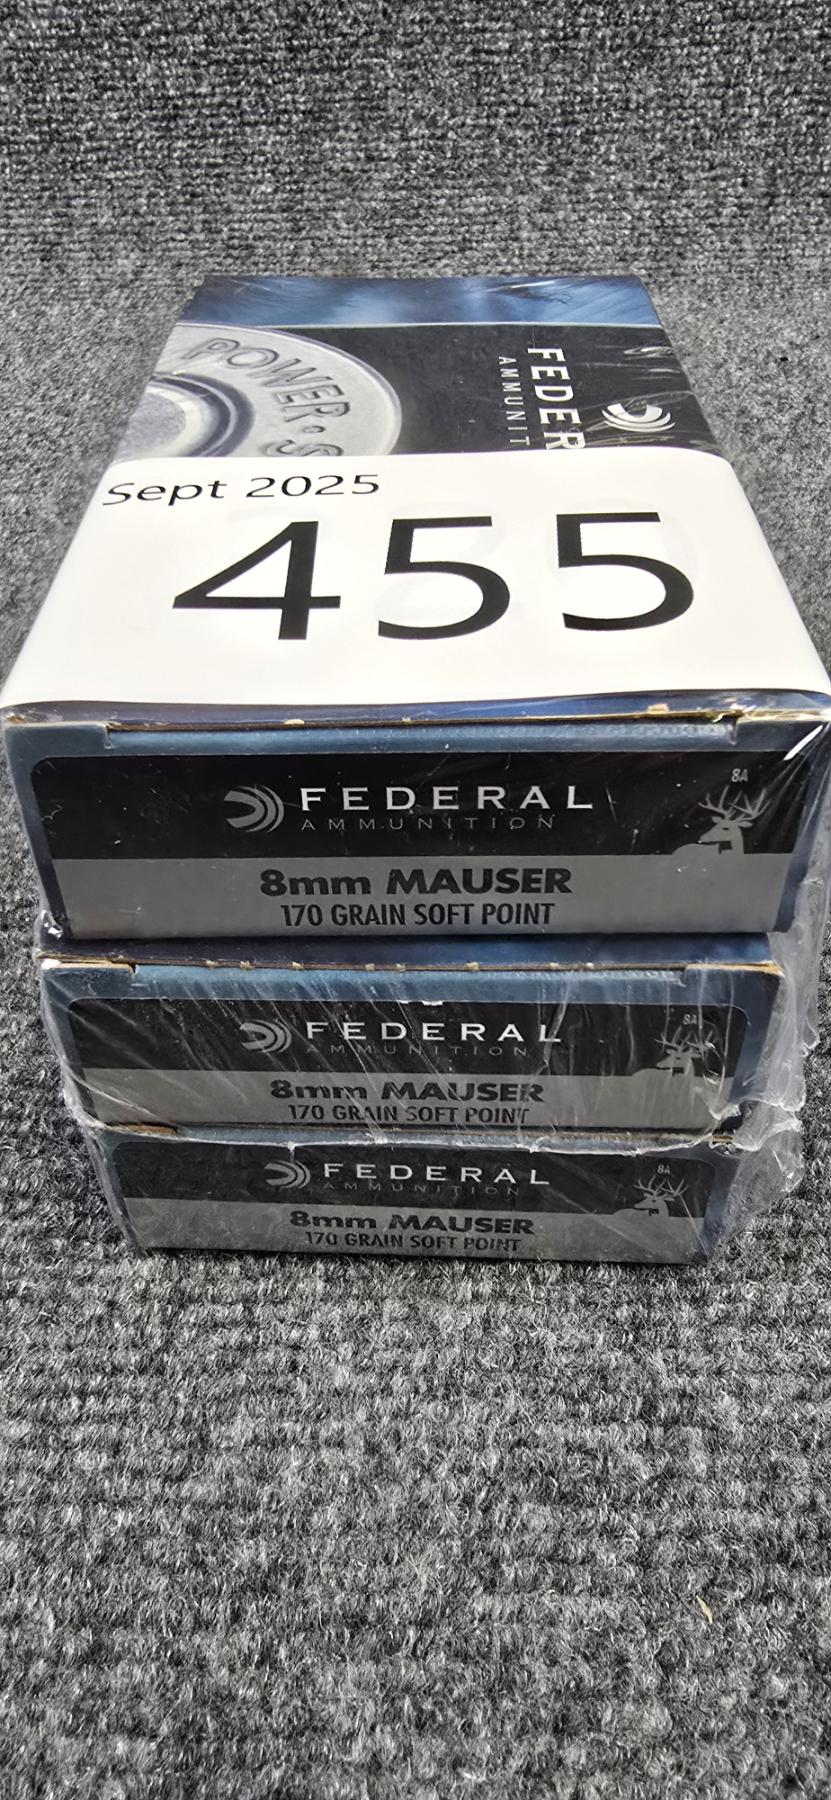 POWER·S
FEDER
AMMUNIT
Sept 2025
455
8A
FEDERAL
AMMUNITION
8mm MAUSER
170 GRAIN SOFT POINT
8A
FEDERAL
AMMUNITION
8mm MAUSER
170 GRAIN SOFT POINT
8A
FEDERAL
AMMUNITION
8mm MAUSER
170 GRAIN SOFT POINT